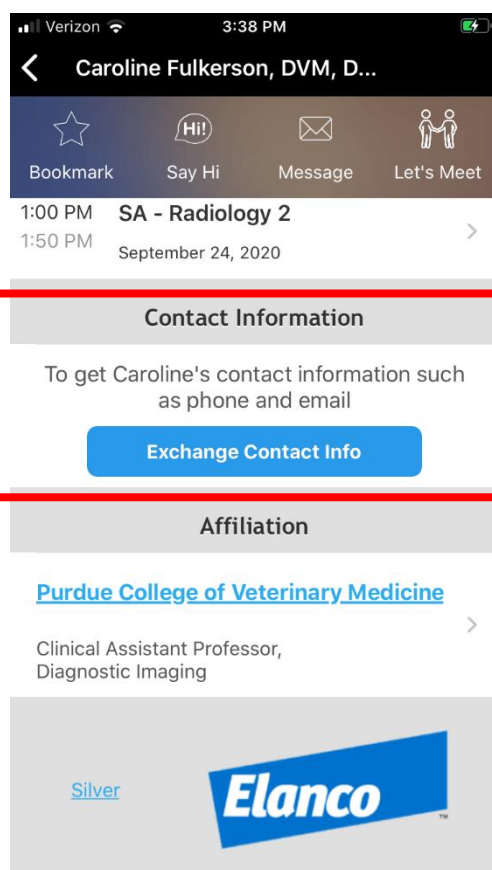 Verizon 3:38 PM
Caroline Fulkerson, DVM, D...
Hi!
Bookmark Say Hi Message Let's Meet
1:00 PM SA - Radiology 2
1:50 PM
September 24, 2020
Contact Information
To get Caroline's contact information such
as phone and email
Exchange Contact Info
Affiliation
Purdue College of Veterinary Medicine
Clinical Assistant Professor,
Diagnostic Imaging
Silver
Elanco
TM